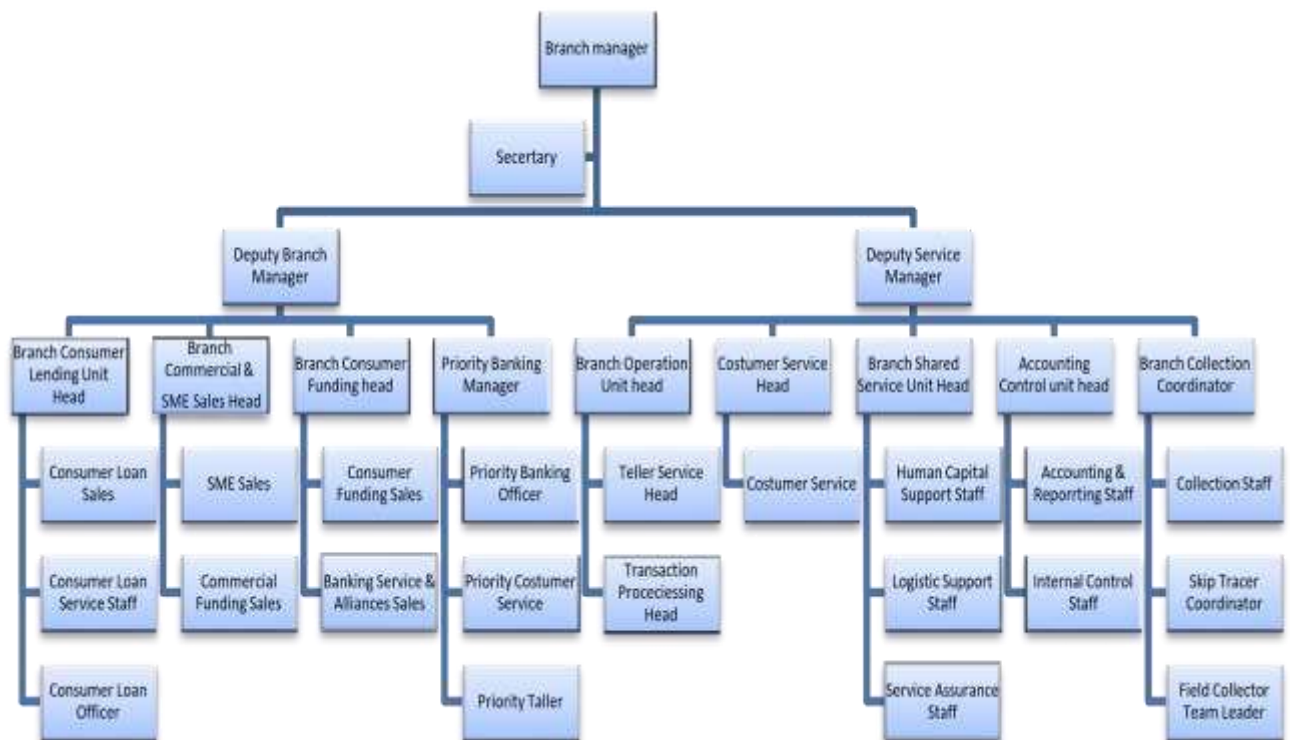 Branch manager
Secertary
Deputy Branch
Manager
Deputy Service
Manager
Branch Consumer
Lending Unit
Head
Branch
Commercial &
SME Sales Head
Branch Consumer
Funding head
Priority Banking
Manager
Branch Operation
Unit head
Costumer Service
Head
Branch Shared
Service Unit Head
Accounting
Control unit head
Branch Collection
Coordinator
Consumer Loan
Sales
SME Sales
Consumer
Funding Sales
Priority Banking
Officer
Teller Service
Head
Costumer Service
Human Capital
Support Staff
Accounting &
Reporrting Staff
Collection Staff
Consumer Loan
Service Staff
Commercial
Funding Sales
Banking Service &
Alliances Sales
Priority Costumer
Service
Transaction
Prociecessing
Head
Logistic Support
Staff
Internal Control
Staff
Skip Tracer
Coordinator
Consumer Loan
Officer
Priority Taller
Service Assurance
Staff
Field Collector
Team Leader